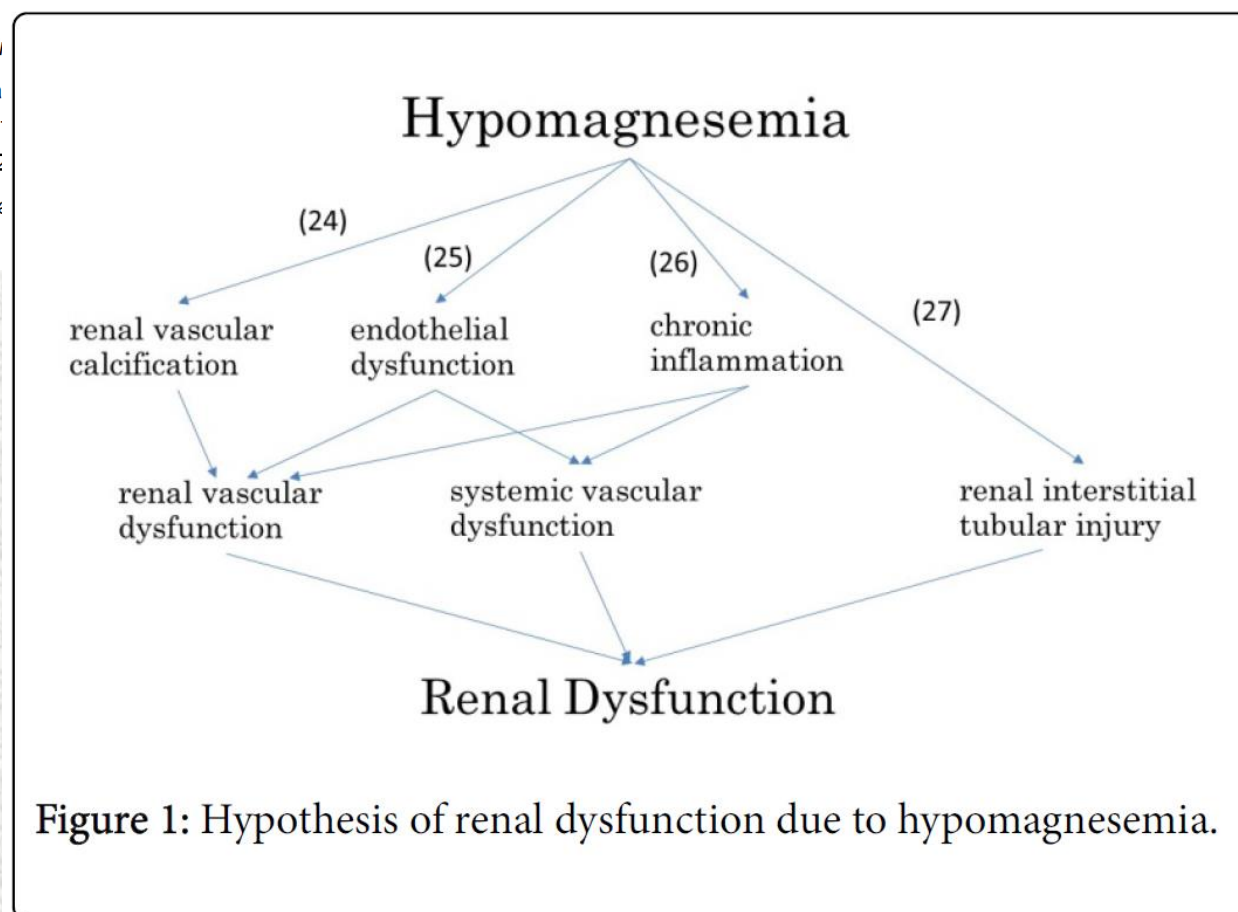 Hypomagnesemia
(24)
(25)
(26)
(27)
renal vascular
calcification
endothelial
dysfunction
chronic
inflammation
renal vascular
dysfunction
systemic vascular
dysfunction
renal interstitial
tubular injury
Renal Dysfunction
Figure 1: Hypothesis of renal dysfunction due to hypomagnesemia.